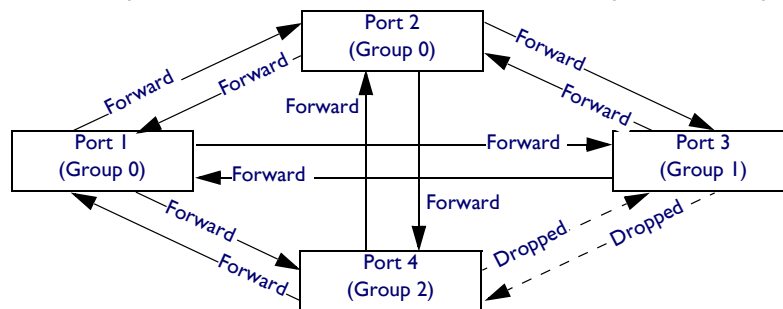 Port 2
(Group 0)
Forward
Forward
Forward
Forward
Forward
Port 1
(Group 0)
Forward
Forward
Port 3
(Group 1)
Forward
Forward
Forward
Dropped
Dropped
Port 4
(Group 2)